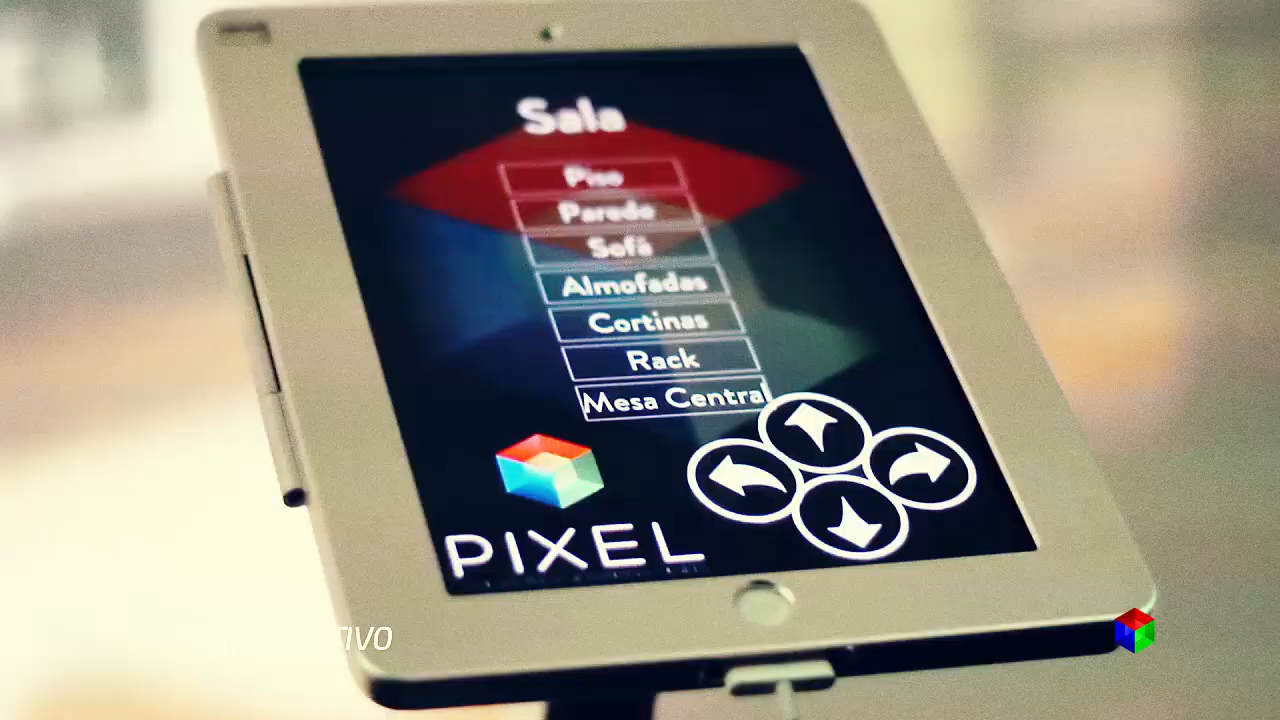 Sala
Piso
Parede
Sofá
Almofadas
Cortinas
Rack
Mesa Central
PIXEL
TIVO